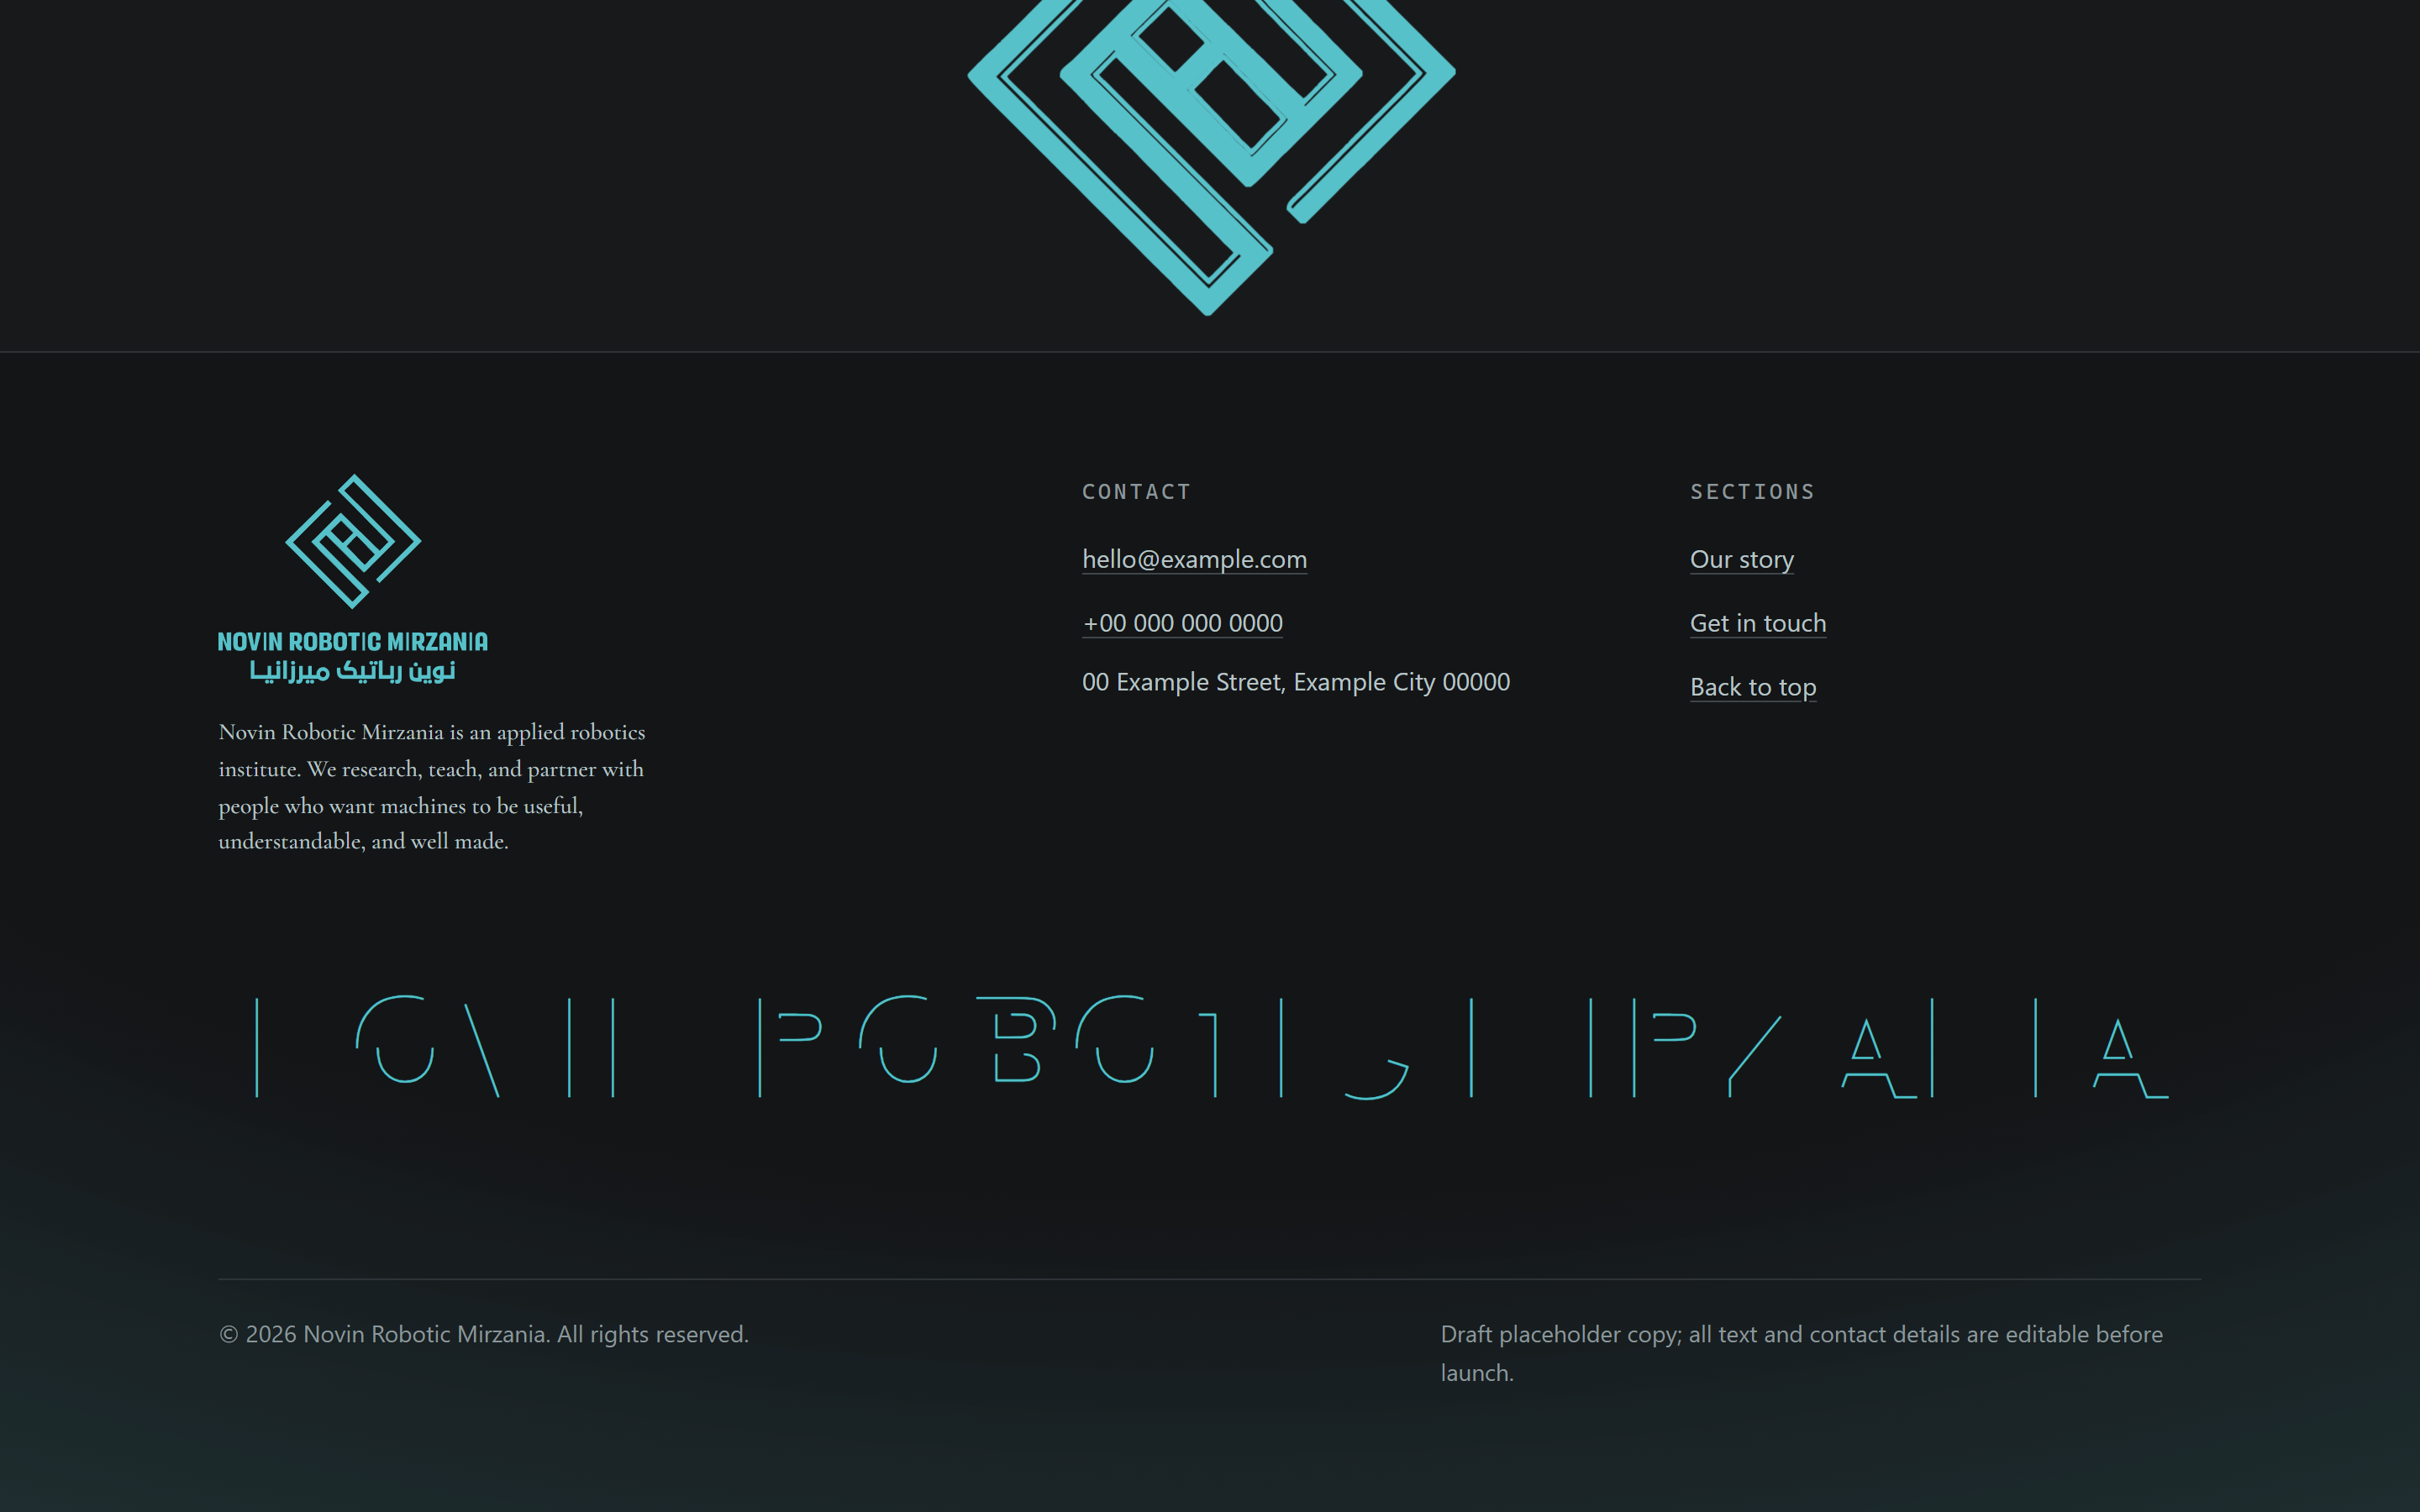 NOVIN ROBOTIC MIRZANIA
نوین رباتیک میرزانیا
Novin Robotic Mirzania is an applied robotics
institute. We research, teach, and partner with
people who want machines to be useful,
understandable, and well made.
CONTACT
hello@example.com
+00 000 000 0000
00 Example Street, Example City 00000
SECTIONS
Our story
Get in touch
Back to top
© 2026 Novin Robotic Mirzania. All rights reserved.
Draft placeholder copy; all text and contact details are editable before
launch.